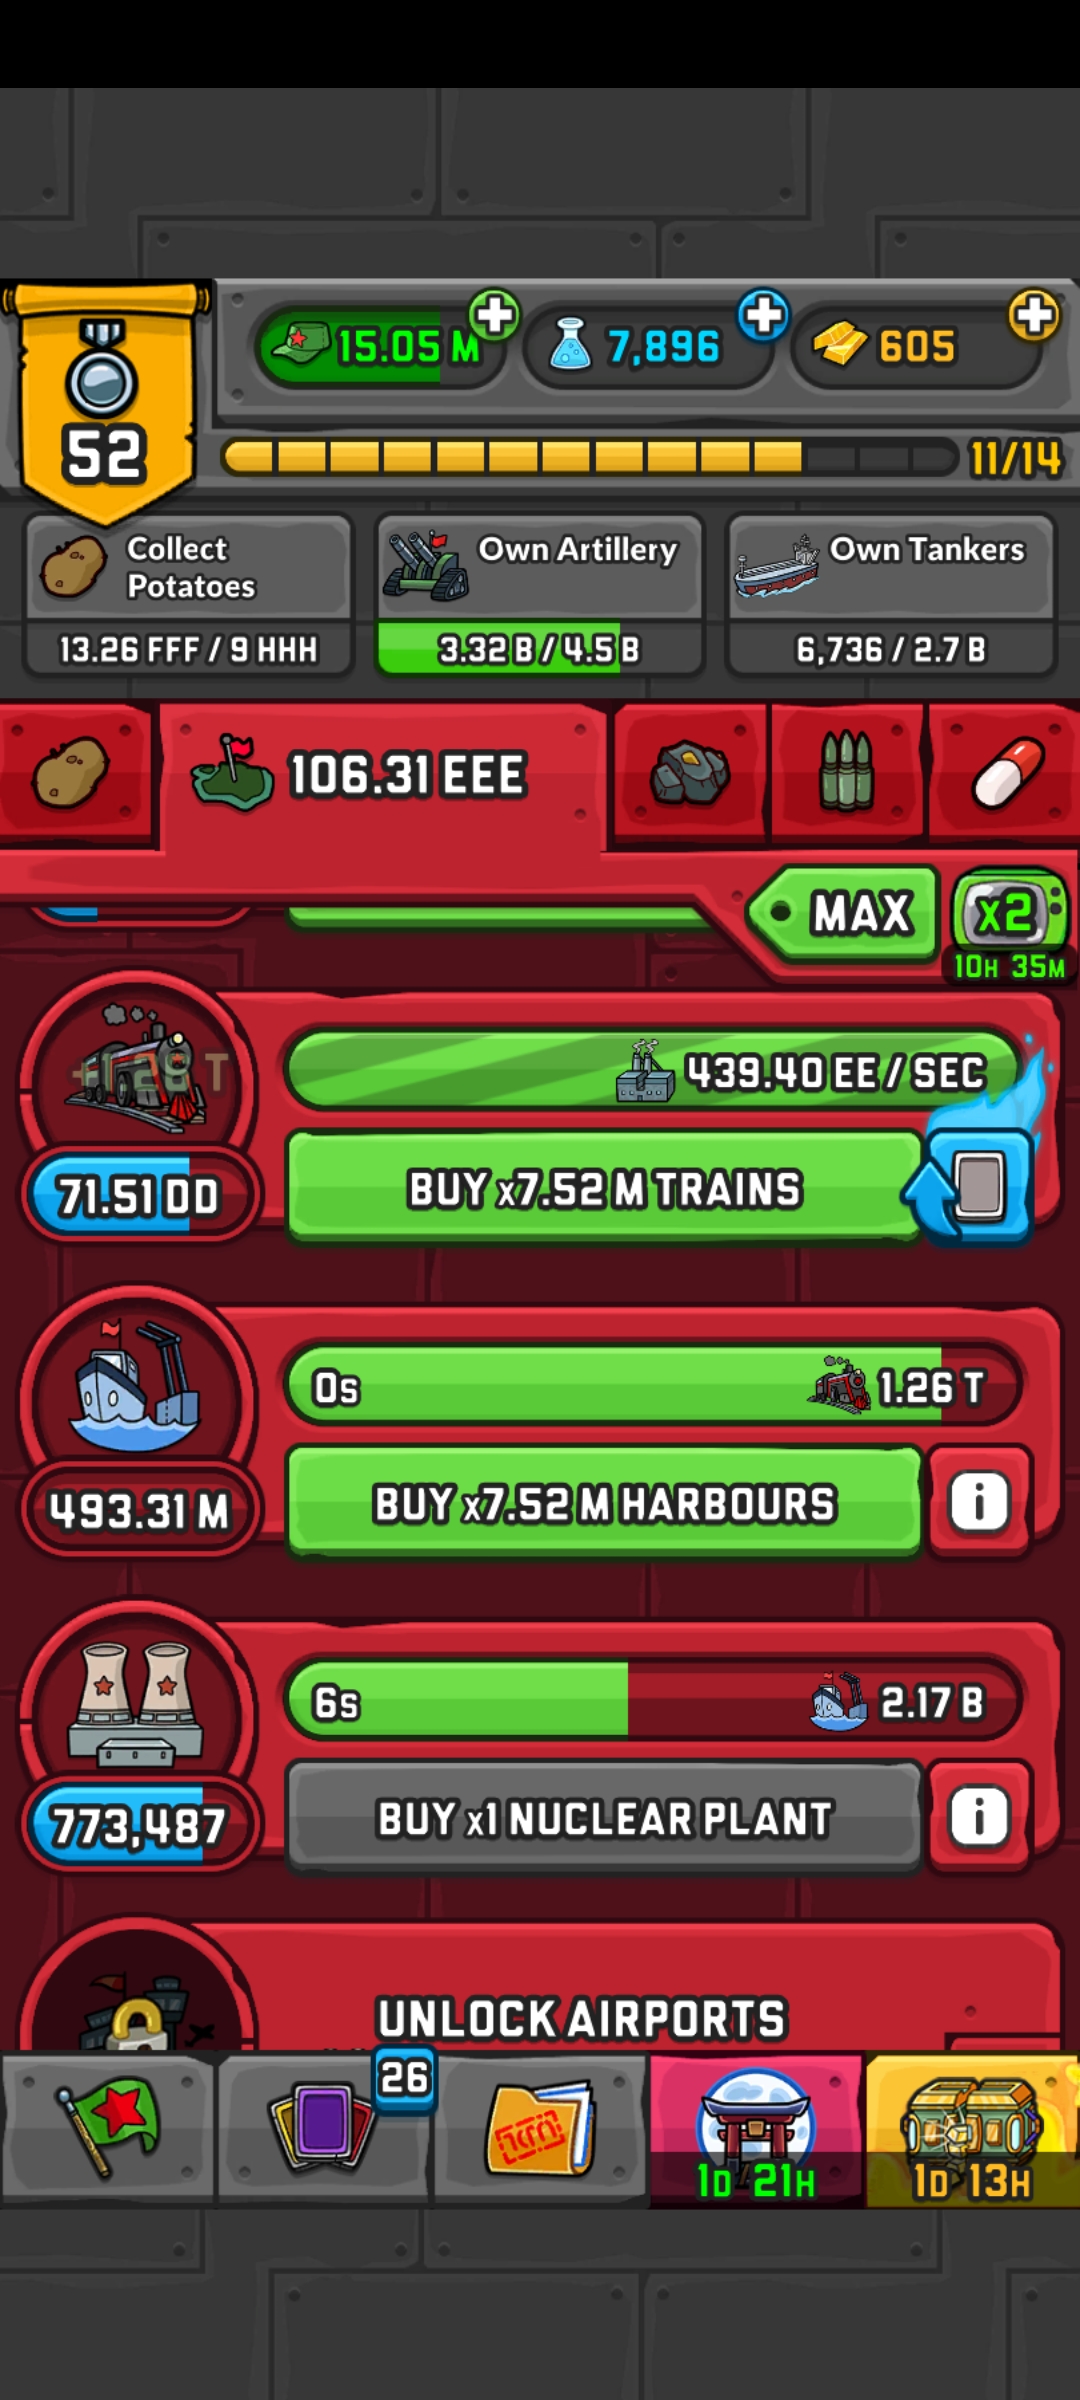 15.05 M
7,896
605
52
11/14
Collect
Potatoes
13.26 FFF / 9 HHH
Own Artillery
3.32 B / 4.5 B
Own Tankers
6,736 / 2.7 B
106.31 EEE
MAX
x2
10H 35M
439.40 EE / SEC
71.51 DD
BUY x7.52 M TRAINS
0s
1.26 T
493.31 M
BUY x7.52 M HARBOURS
i
6s
2.17 B
773,487
BUY x1 NUCLEAR PLANT
i
UNLOCK AIRPORTS
26
1D 21H
1D 13H